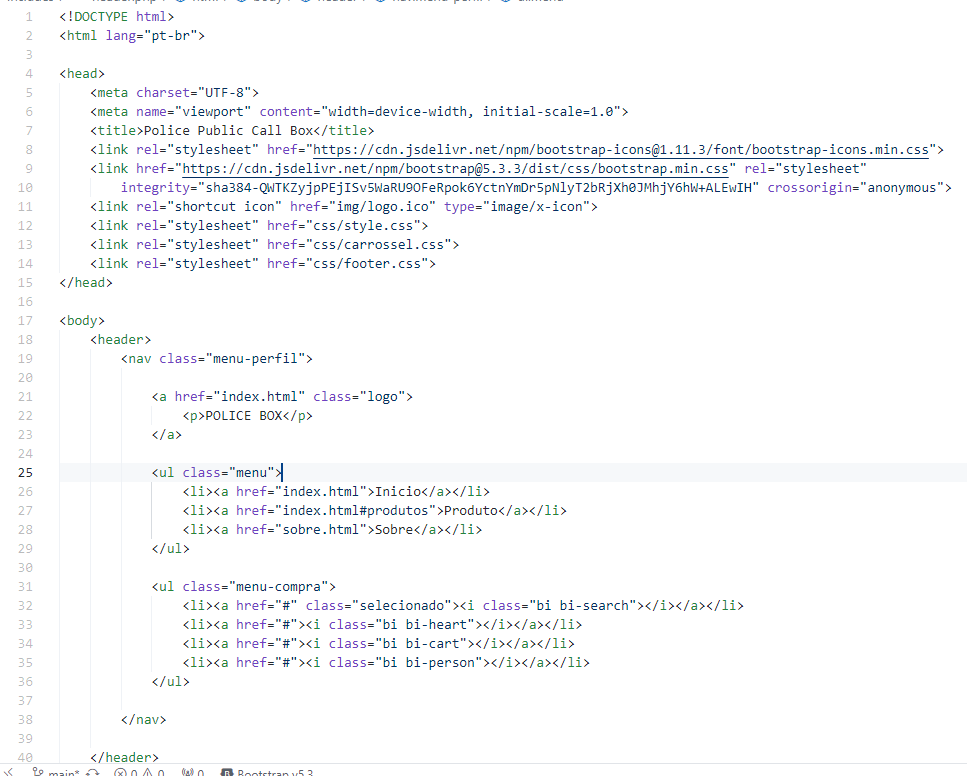 1 <!DOCTYPE html>
2 <html lang="pt-br">
3
4 <head>
5 <meta charset="UTF-8">
6 <meta name="viewport" content="width=device-width, initial-scale=1.0">
7 <title>Police Public Call Box</title>
8 <link rel="stylesheet" href="https://cdn.jsdelivr.net/npm/bootstrap-icons@1.11.3/font/bootstrap-icons.min.css">
9 <link href="https://cdn.jsdelivr.net/npm/bootstrap@5.3.3/dist/css/bootstrap.min.css" rel="stylesheet"
10 integrity="sha384-QWTKZyjpPEjISv5WaRU9OFeRpok6YctnYmDr5pNlyT2bRjXh0JMhjY6hW+ALEwIH" crossorigin="anonymous">
11 <link rel="shortcut icon" href="img/logo.ico" type="image/x-icon">
12 <link rel="stylesheet" href="css/style.css">
13 <link rel="stylesheet" href="css/carrossel.css">
14 <link rel="stylesheet" href="css/footer.css">
15 </head>
16
17 <body>
18 <header>
19 <nav class="menu-perfil">
20
21 <a href="index.html" class="logo">
22 <p>POLICE BOX</p>
23 </a>
24
25 <ul class="menu">
26 <li><a href="index.html">Inicio</a></li>
27 <li><a href="index.html#produtos">Produto</a></li>
28 <li><a href="sobre.html">Sobre</a></li>
29 </ul>
30
31 <ul class="menu-compra">
32 <li><a href="#" class="selecionado"><i class="bi bi-search"></i></a></li>
33 <li><a href="#"><i class="bi bi-heart"></i></a></li>
34 <li><a href="#"><i class="bi bi-cart"></i></a></li>
35 <li><a href="#"><i class="bi bi-person"></i></a></li>
36 </ul>
37
38 </nav>
39
40 </header>
main* 0 0 0 Bootstrap v5.3